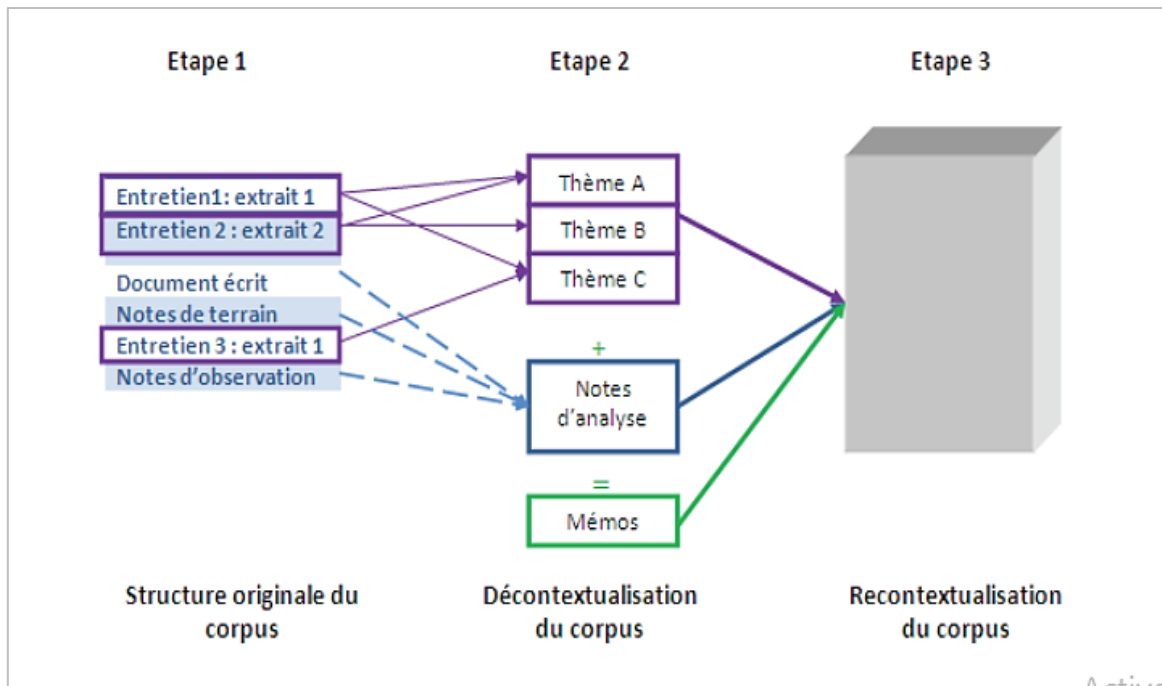 Etape 1
Etape 2
Etape 3
Entretien1: extrait 1
Entretien 2 : extrait 2
Document écrit
Notes de terrain
Entretien 3 : extrait 1
Notes d'observation
Thème A
Thème B
Thème C
+
Notes
d'analyse
=
Mémos
Structure originale du
corpus
Décontextualisation
du corpus
Recontextualisation
du corpus